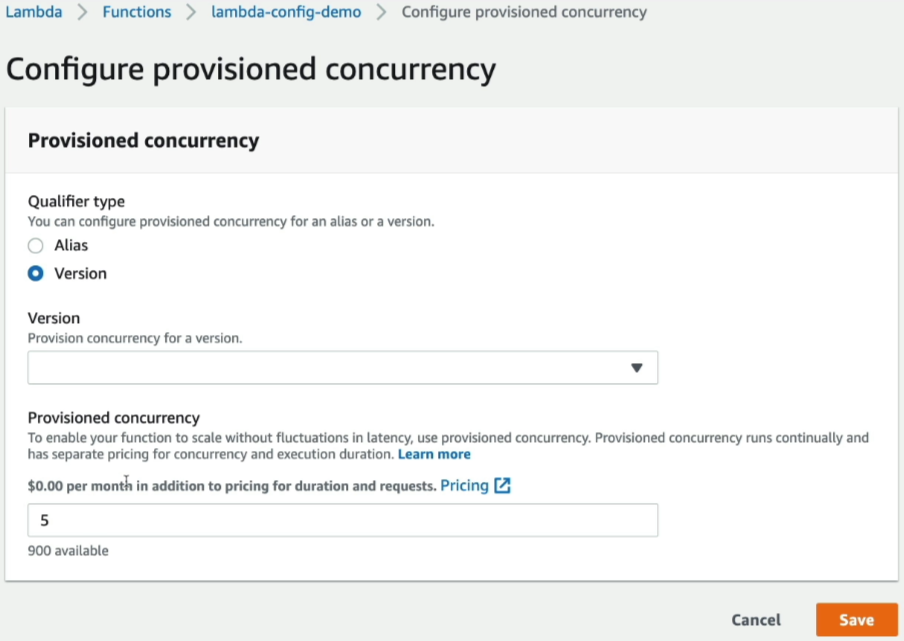 Lambda > Functions > lambda-config-demo > Configure provisioned concurrency
Configure provisioned concurrency
Provisioned concurrency
Qualifier type
You can configure provisioned concurrency for an alias or a version.
Alias
Version
Version
Provision concurrency for a version.
Provisioned concurrency
To enable your function to scale without fluctuations in latency, use provisioned concurrency. Provisioned concurrency runs continually and
has separate pricing for concurrency and execution duration. Learn more
$0.00 per month in addition to pricing for duration and requests. Pricing
5
900 available
Cancel Save